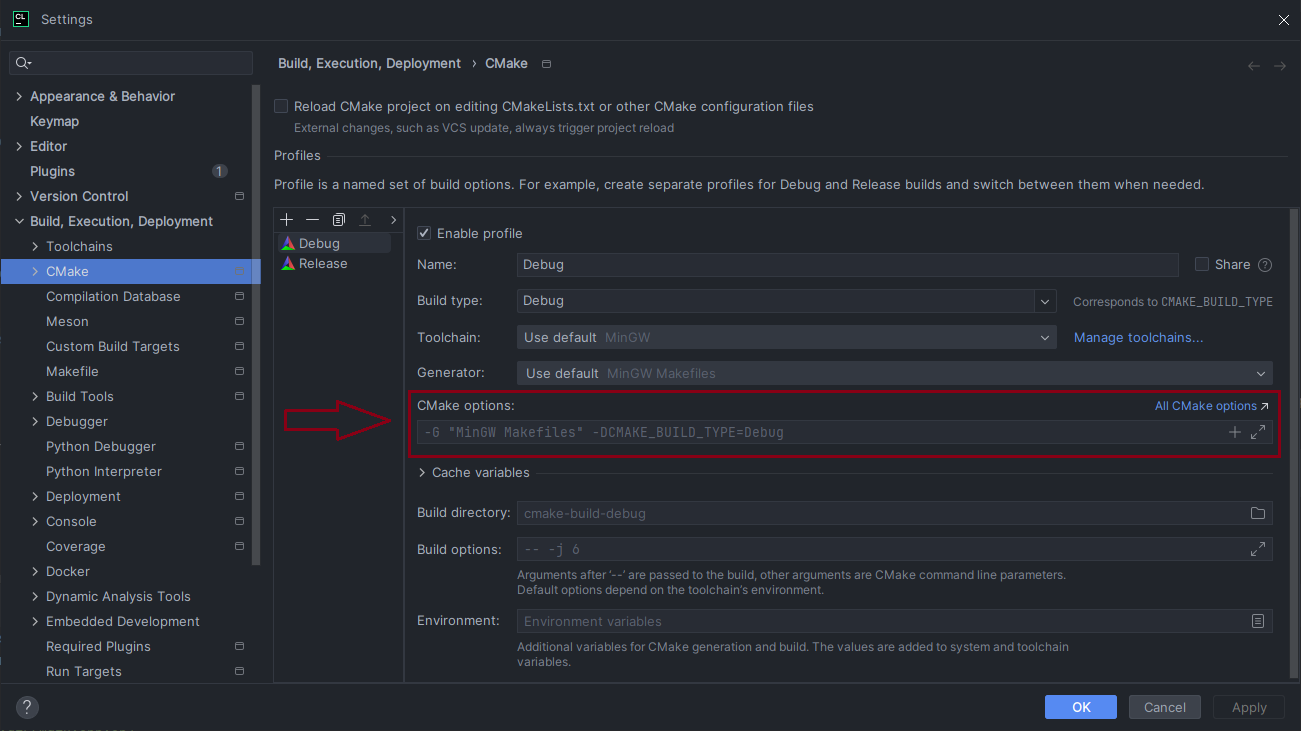 CL
Settings
Build, Execution, Deployment › CMake
Appearance & Behavior
Keymap
Editor
Plugins 1
Version Control
Build, Execution, Deployment
Toolchains
CMake
Compilation Database
Meson
Custom Build Targets
Makefile
Build Tools
Debugger
Python Debugger
Python Interpreter
Deployment
Console
Coverage
Docker
Dynamic Analysis Tools
Embedded Development
Required Plugins
Run Targets
Reload CMake project on editing CMakeLists.txt or other CMake configuration files
External changes, such as VCS update, always trigger project reload
Profiles
Profile is a named set of build options. For example, create separate profiles for Debug and Release builds and switch between them when needed.
Debug
Release
Enable profile
Name: Debug Share ?
Build type: Debug Corresponds to CMAKE_BUILD_TYPE
Toolchain: Use default MinGW Manage toolchains...
Generator: Use default MinGW Makefiles
CMake options: All CMake options ↗
-G "MinGW Makefiles" -DCMAKE_BUILD_TYPE=Debug
Cache variables
Build directory: cmake-build-debug
Build options: -- -j 6
Arguments after '--' are passed to the build, other arguments are CMake command line parameters.
Default options depend on the toolchain's environment.
Environment: Environment variables
Additional variables for CMake generation and build. The values are added to system and toolchain
variables.
? OK Cancel Apply